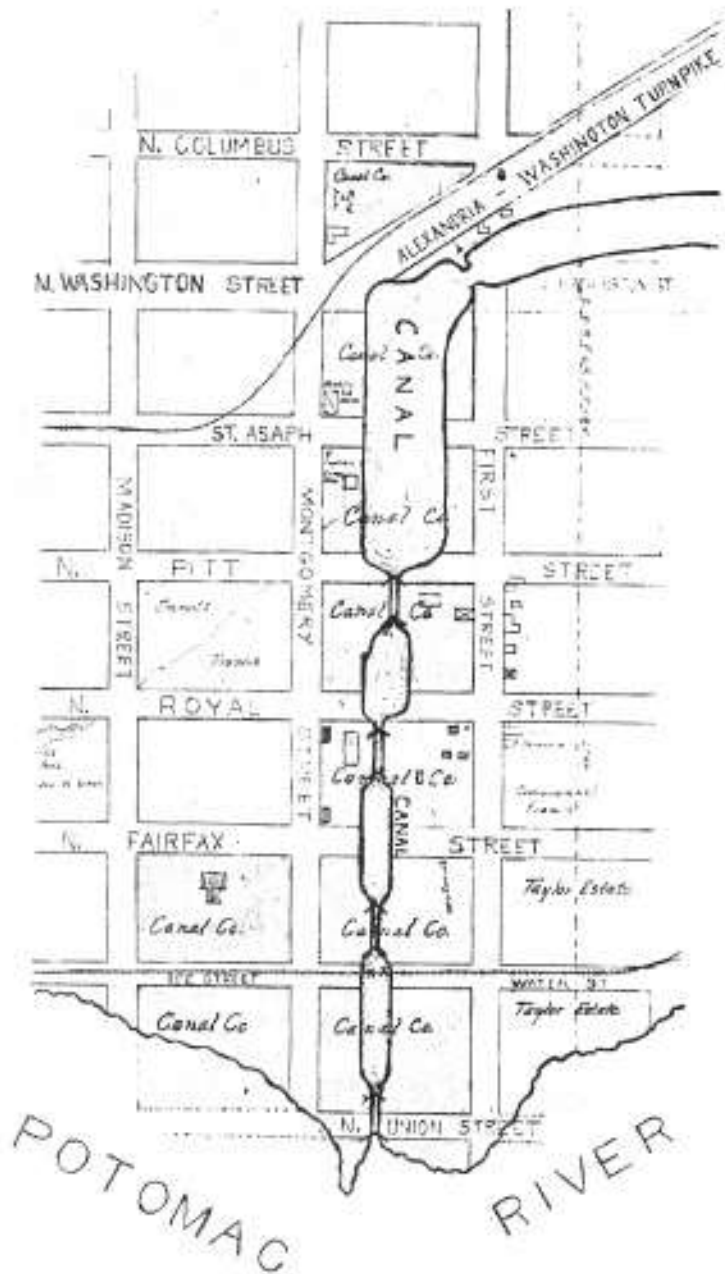 N. COLUMBUS STREET
Canal Co.
ALEXANDRIA - WASHINGTON TURNPIKE
N. WASHINGTON STREET
CANAL
Canal Co.
ST. ASAPH STREET
MADISON STREET
MONTGOMERY STREET
FIRST STREET
Canal Co.
N. PITT STREET
Canal Co
N. ROYAL STREET
Canal Co
CANAL
N. FAIRFAX STREET
Taylor Estate
Canal Co.
Canal Co.
STREET
WATER ST
Canal Co
Canal Co
Taylor Estate
N. UNION STREET
POTOMAC RIVER